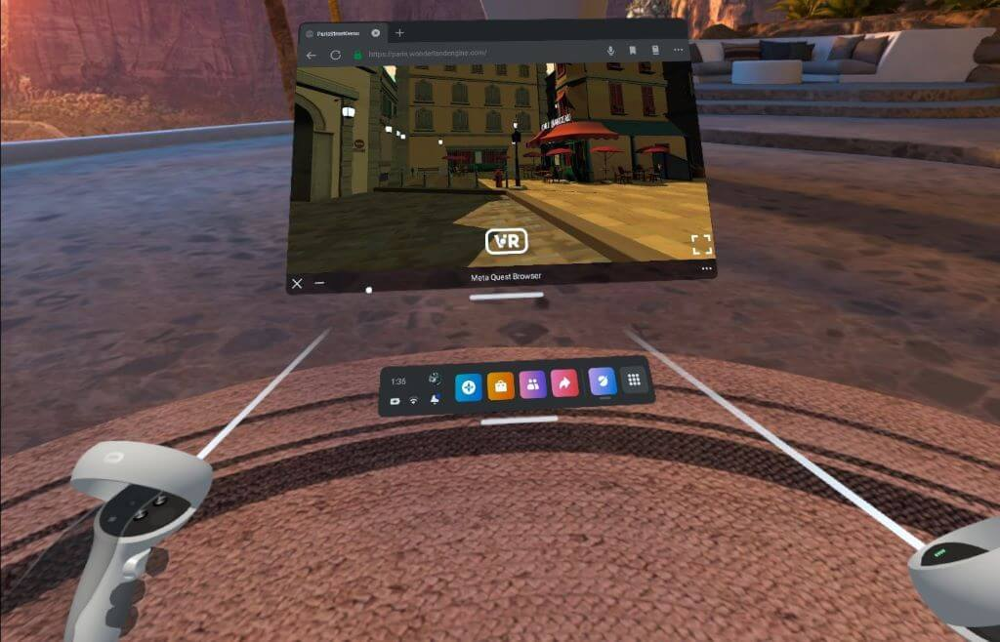 https://paris.wonderlandengine.com/
VR
Meta Quest Browser
1:35